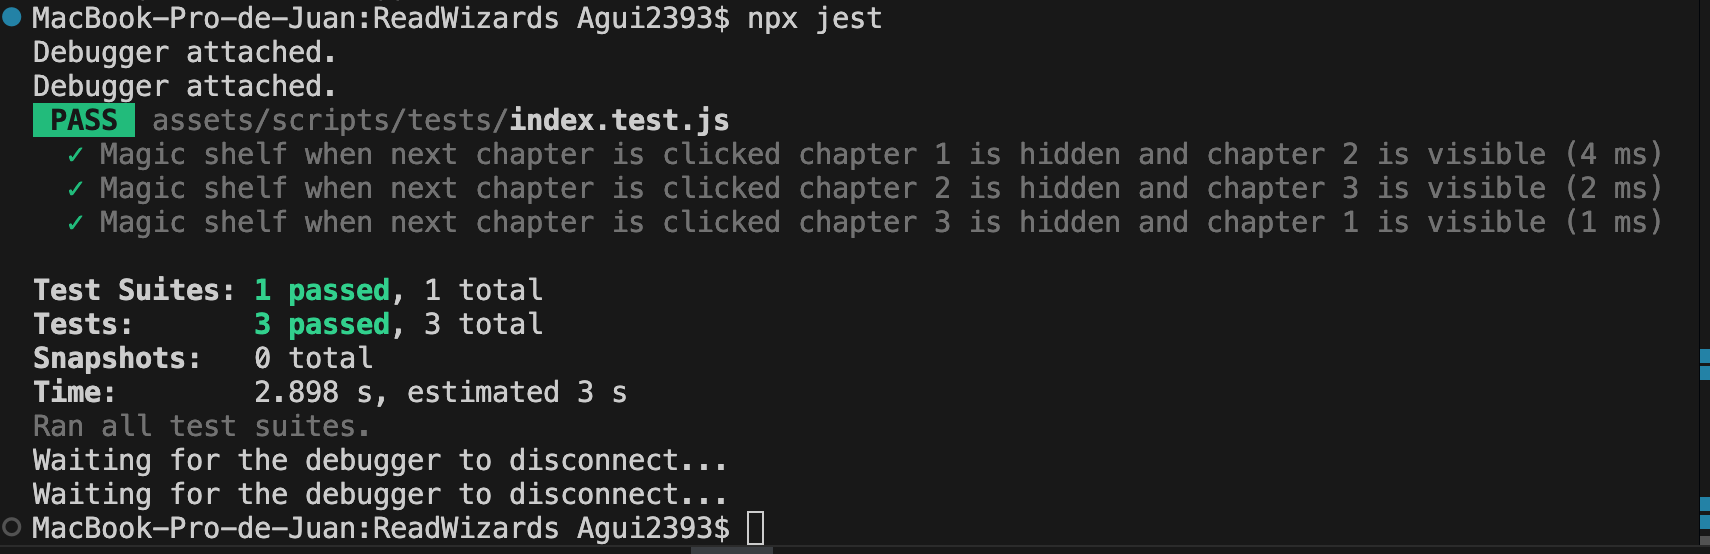 MacBook-Pro-de-Juan:ReadWizards Agui2393$ npx jest
Debugger attached.
Debugger attached.
PASS assets/scripts/tests/index.test.js
✓ Magic shelf when next chapter is clicked chapter 1 is hidden and chapter 2 is visible (4 ms)
✓ Magic shelf when next chapter is clicked chapter 2 is hidden and chapter 3 is visible (2 ms)
✓ Magic shelf when next chapter is clicked chapter 3 is hidden and chapter 1 is visible (1 ms)
Test Suites: 1 passed, 1 total
Tests: 3 passed, 3 total
Snapshots: 0 total
Time: 2.898 s, estimated 3 s
Ran all test suites.
Waiting for the debugger to disconnect...
Waiting for the debugger to disconnect...
MacBook-Pro-de-Juan:ReadWizards Agui2393$